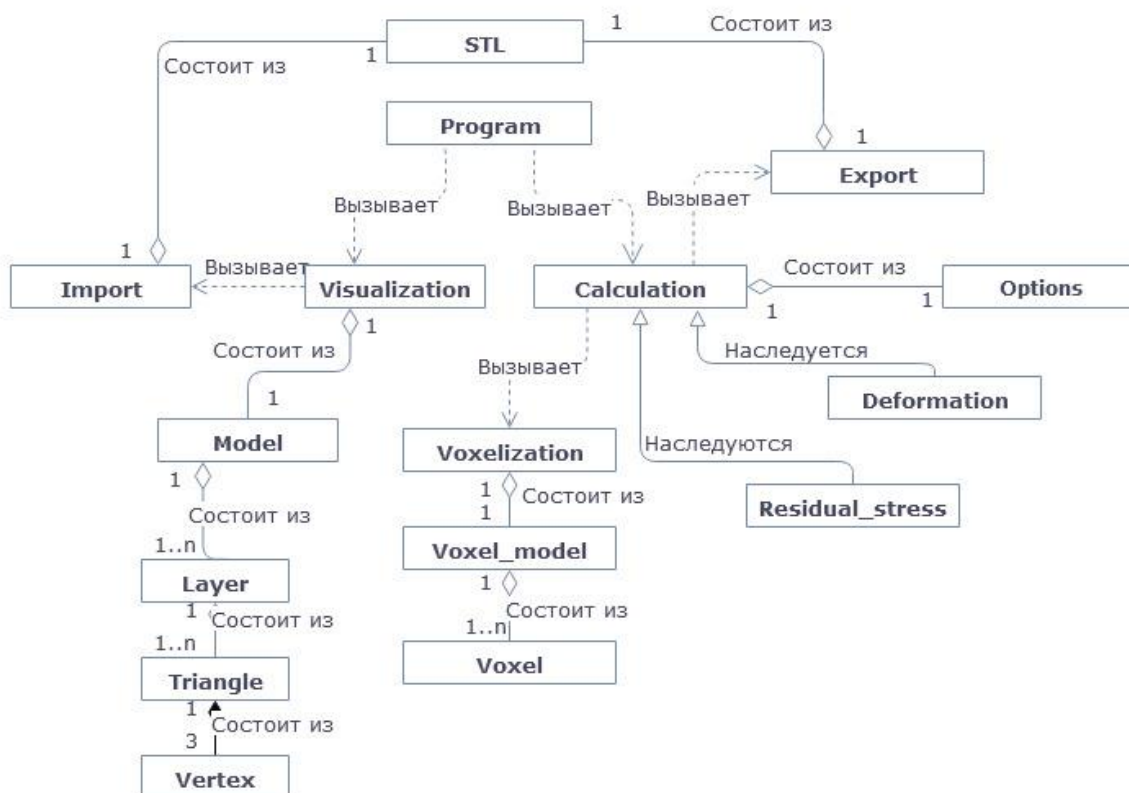 1
Состоит из
STL
1
Состоит из
Program
1
Export
Вызывает
Вызывает
Вызывает
1
Вызывает
Состоит из
Import
Visualization
Calculation
Options
1
1
1
Состоит из
Наследуется
Вызывает
1
Deformation
Model
Voxelization
Наследуются
1
1
Состоит из
Residual_stress
Состоит из
1
1..n
Voxel_model
Layer
1
1
Состоит из
Состоит из
1..n
1..n
Voxel
Triangle
1
Состоит из
3
Vertex